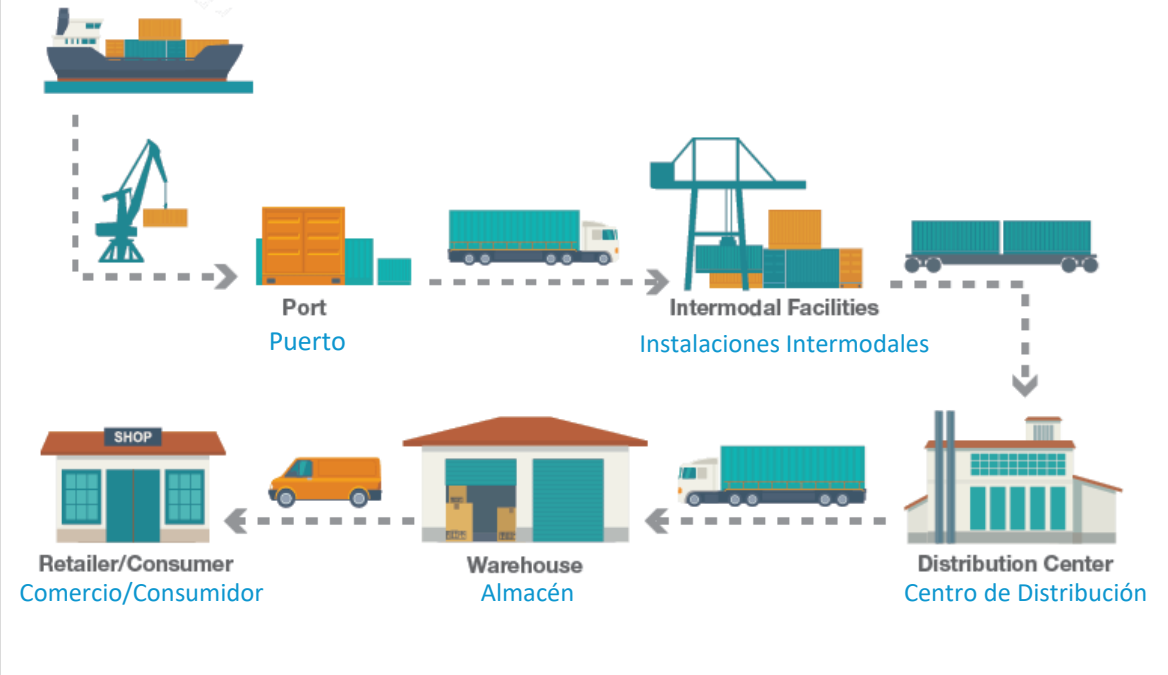 Port
Puerto
Intermodal Facilities
Instalaciones Intermodales
SHOP
Retailer/Consumer
Comercio/Consumidor
Warehouse
Almacén
Distribution Center
Centro de Distribución